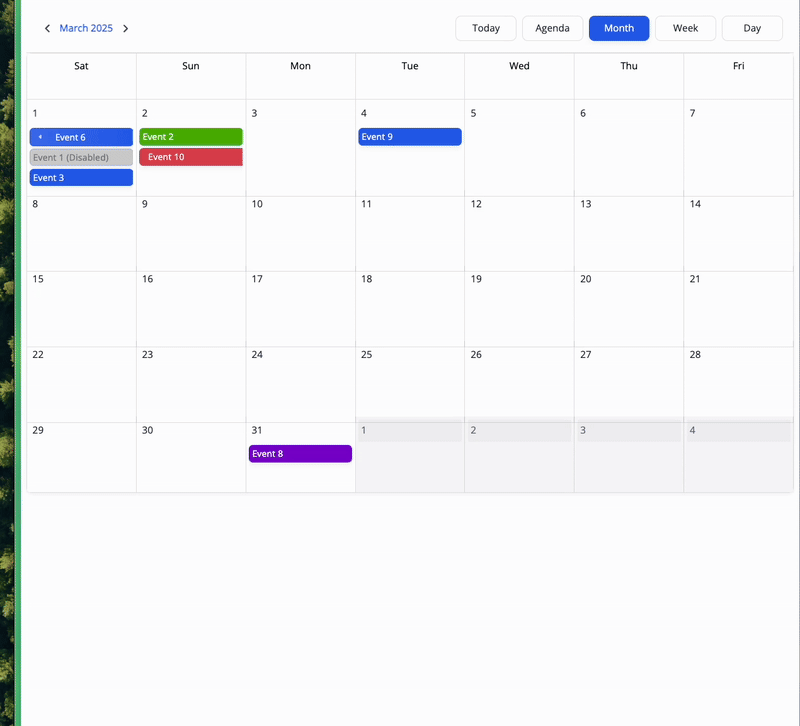 March 2025
Today Agenda Month Week Day
Sat Sun Mon Tue Wed Thu Fri
1 2 3 4 5 6 7
Event 6 Event 2 Event 9
Event 1 (Disabled) Event 10
Event 3
8 9 10 11 12 13 14
15 16 17 18 19 20 21
22 23 24 25 26 27 28
29 30 31 1 2 3 4
Event 8